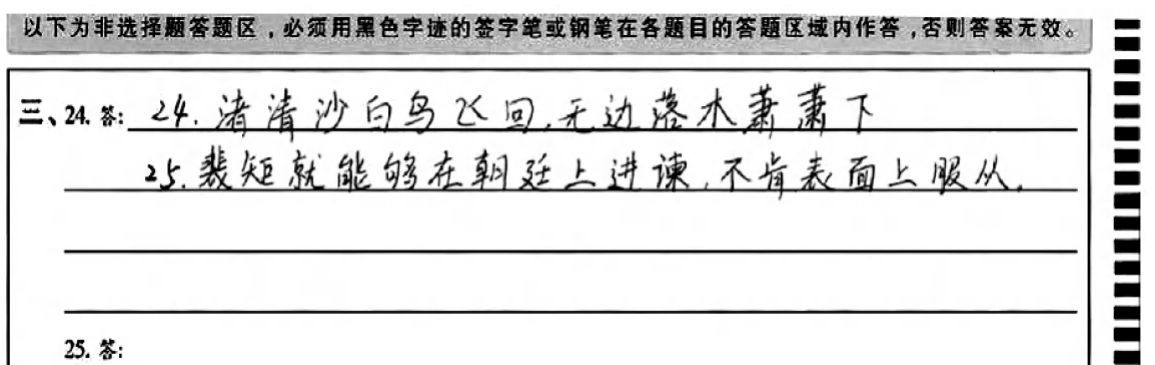 以下为非选择题答题区，必须用黑色字迹的签字笔或钢笔在各题目的答题区域内作答，否则答案无效。
三、24. 答: 24. 渚清沙白鸟飞回,无边落木萧萧下
25. 裴矩就能够在朝廷上进谏,不肯表面上服从.
25. 答: